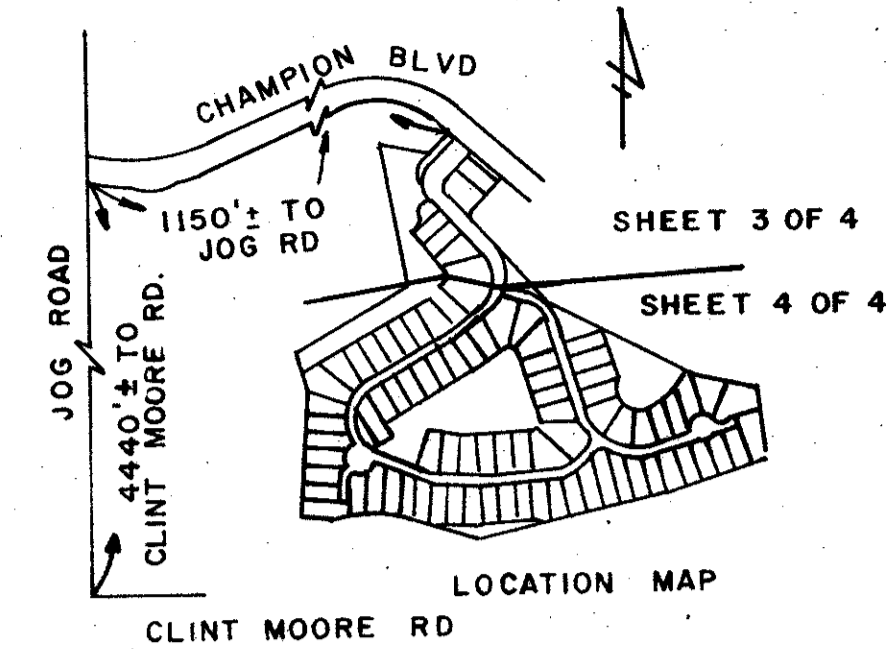 CHAMPION BLVD
1150'± TO
JOG RD
SHEET 3 OF 4
SHEET 4 OF 4
JOG ROAD
4440'± TO
CLINT MOORE RD.
LOCATION MAP
CLINT MOORE RD